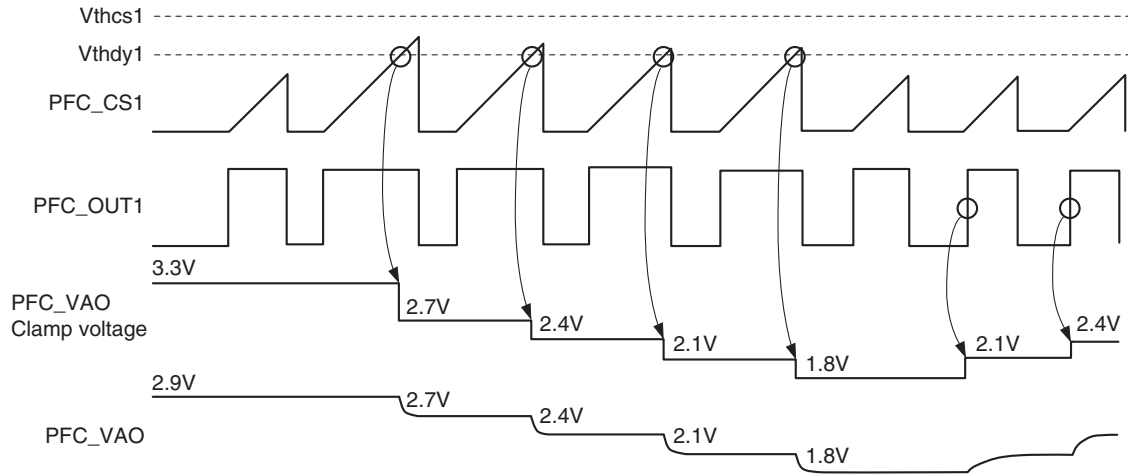 Vthcs1
Vthdy1
PFC_CS1
PFC_OUT1
3.3V
PFC_VAO
Clamp voltage
2.7V
2.4V
2.1V
1.8V
2.1V
2.4V
2.9V
PFC_VAO
2.7V
2.4V
2.1V
1.8V